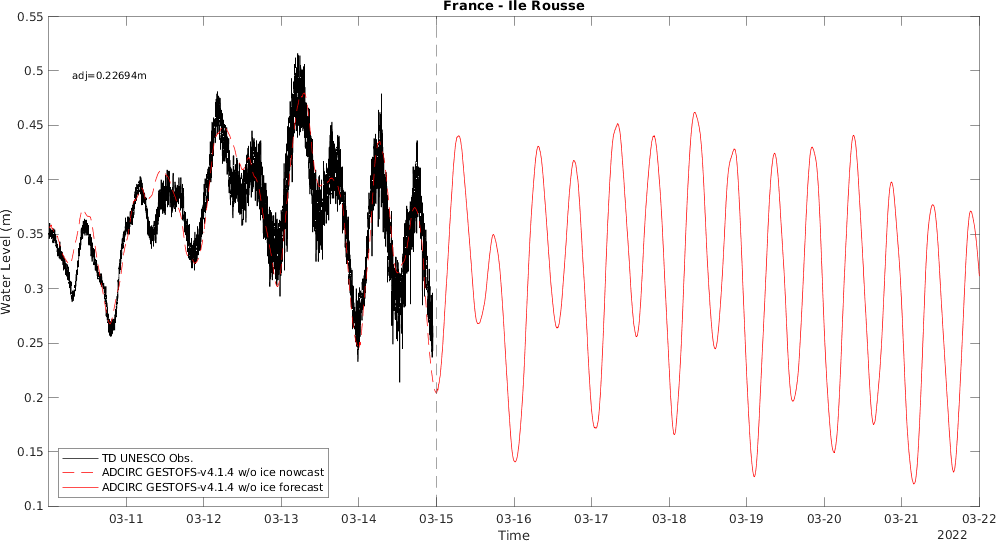 France - Ile Rousse
adj=0.22694m
Water Level (m)
0.55
0.5
0.45
0.4
0.35
0.3
0.25
0.2
0.15
0.1
TD UNESCO Obs.
ADCIRC GESTOFS-v4.1.4 w/o ice nowcast
ADCIRC GESTOFS-v4.1.4 w/o ice forecast
03-11 03-12 03-13 03-14 03-15 03-16 03-17 03-18 03-19 03-20 03-21 03-22
Time
2022